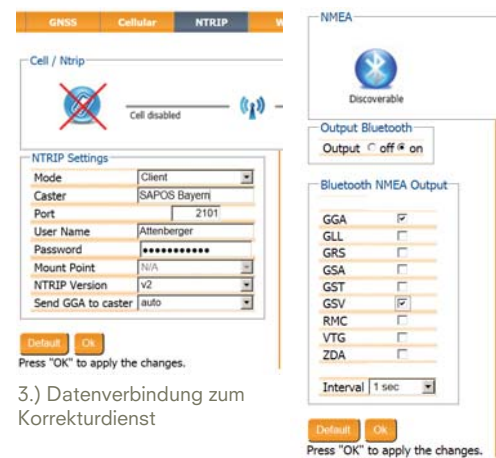 GNSS Cellular NTRIP W
Cell / Ntrip
Cell disabled
NTRIP Settings
Mode Client
Caster SAPOS Bayern
Port 2101
User Name Attenberger
Password •••••••••••
Mount Point N/A
NTRIP Version v2
Send GGA to caster auto
Default Ok
Press "OK" to apply the changes.
3.) Datenverbindung zum
Korrekturdienst
NMEA
Discoverable
Output Bluetooth
Output off on
Bluetooth NMEA Output
GGA
GLL
GRS
GSA
GST
GSV
RMC
VTG
ZDA
Interval 1 sec
Default Ok
Press "OK" to apply the changes.